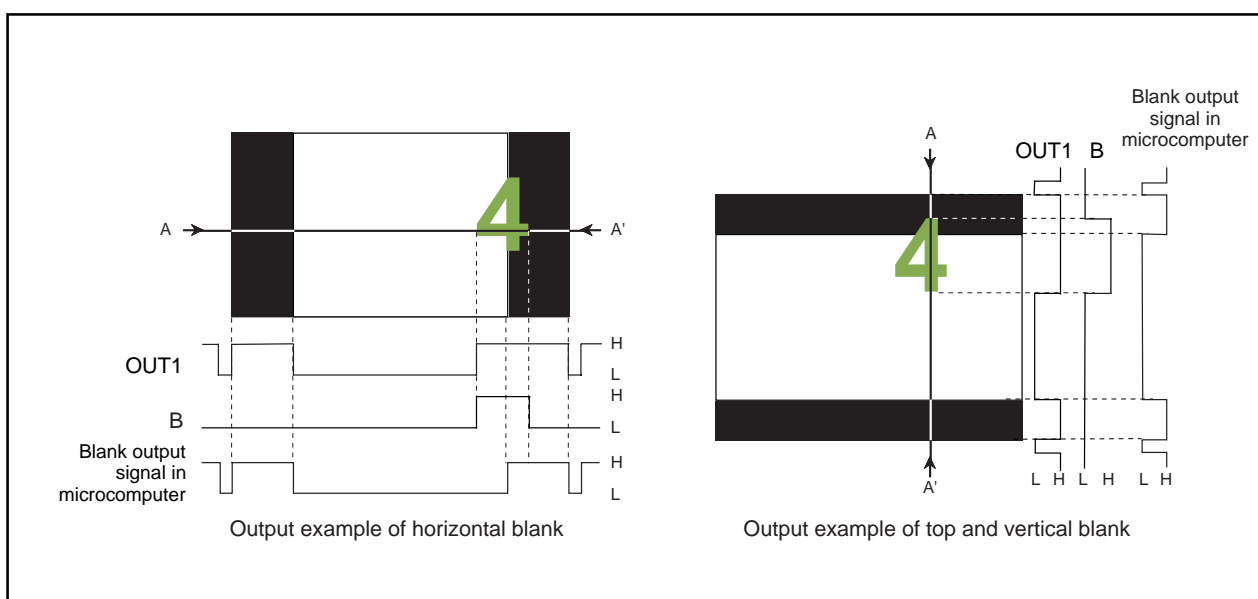 A
4
A'
OUT1
H
L
B
H
L
Blank output
signal in
microcomputer
H
L
Output example of horizontal blank
Blank output
signal in
microcomputer
A
OUT1 B
4
A'
L H L H L H
Output example of top and vertical blank